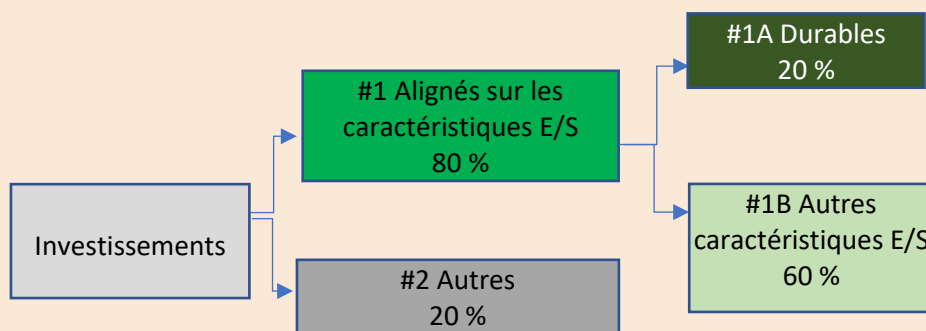 #1A Durables
20 %
#1 Alignés sur les
caractéristiques E/S
80 %
#1B Autres
caractéristiques E/S
60 %
Investissements
#2 Autres
20 %